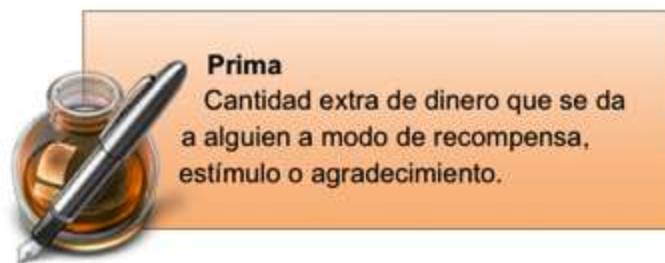 Prima
Cantidad extra de dinero que se da
a alguien a modo de recompensa,
estímulo o agradecimiento.